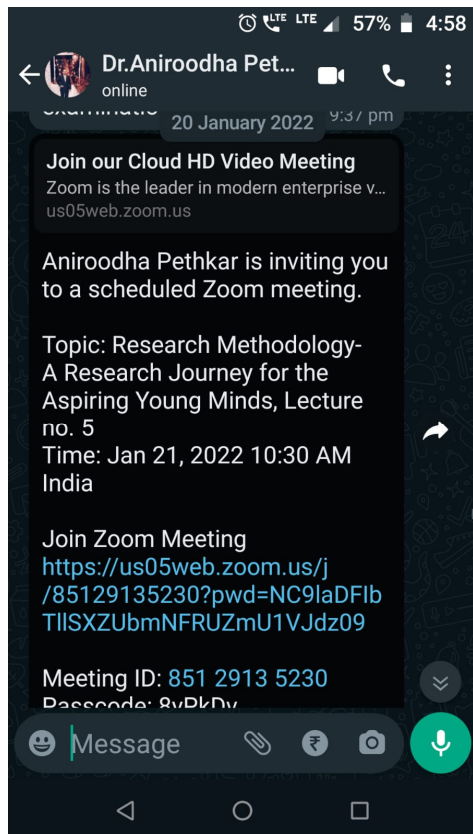 LTE LTE 57% 4:58
Dr.Aniroodha Pet...
online
20 January 2022
9:37 pm
Join our Cloud HD Video Meeting
Zoom is the leader in modern enterprise v...
us05web.zoom.us
Aniroodha Pethkar is inviting you
to a scheduled Zoom meeting.
Topic: Research Methodology-
A Research Journey for the
Aspiring Young Minds, Lecture
no. 5
Time: Jan 21, 2022 10:30 AM
India
Join Zoom Meeting
https://us05web.zoom.us/j
/85129135230?pwd=NC9laDFIb
TllSXZUbmNFRUZmU1VJdz09
Meeting ID: 851 2913 5230
Passcode:
Message
₹